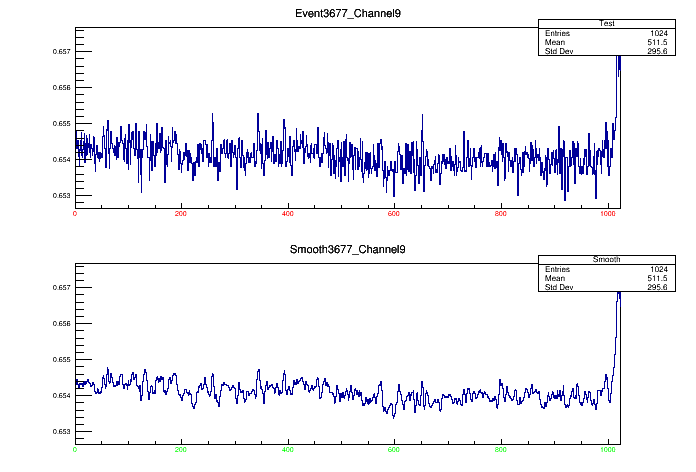 Event3677_Channel9
Test
Entries 1024
Mean 511.5
Std Dev 295.6
0.657
0.656
0.655
0.654
0.653
0 200 400 600 800 1000
Smooth3677_Channel9
Smooth
Entries 1024
Mean 511.5
Std Dev 295.6
0.657
0.656
0.655
0.654
0.653
0 200 400 600 800 1000